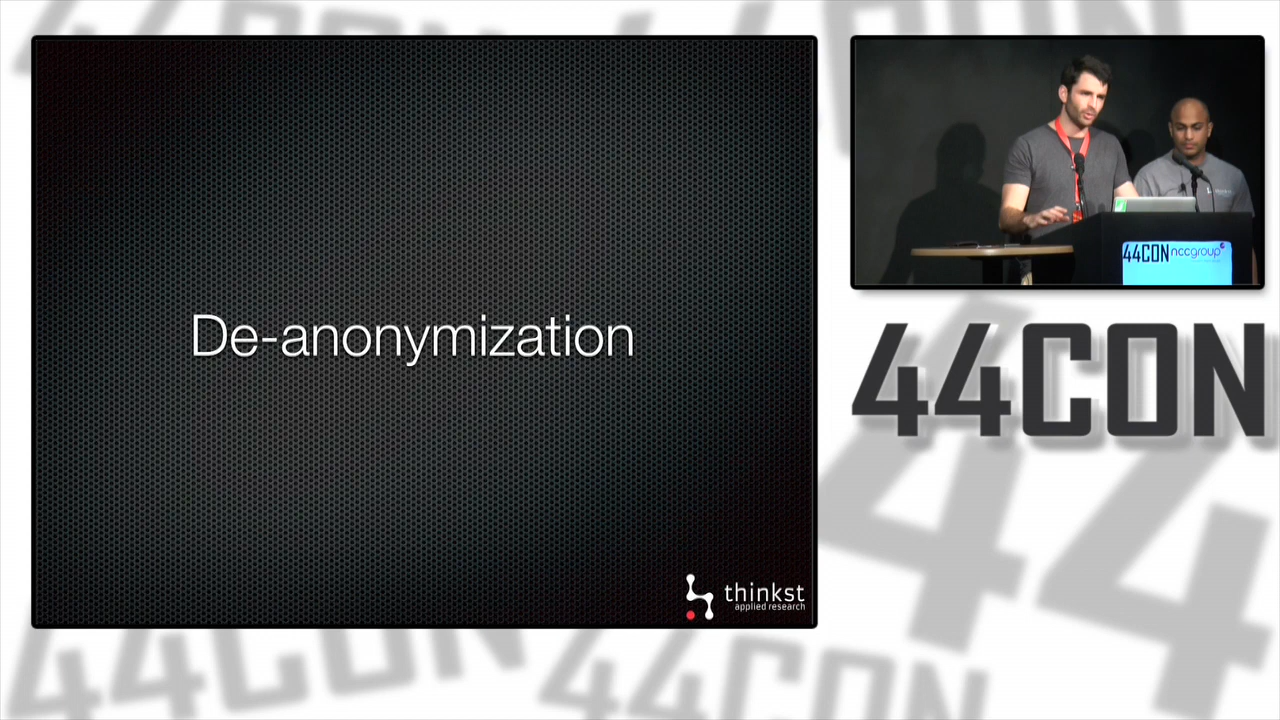 De-anonymization
thinkst
applied research
44CON nccgroup
44CON